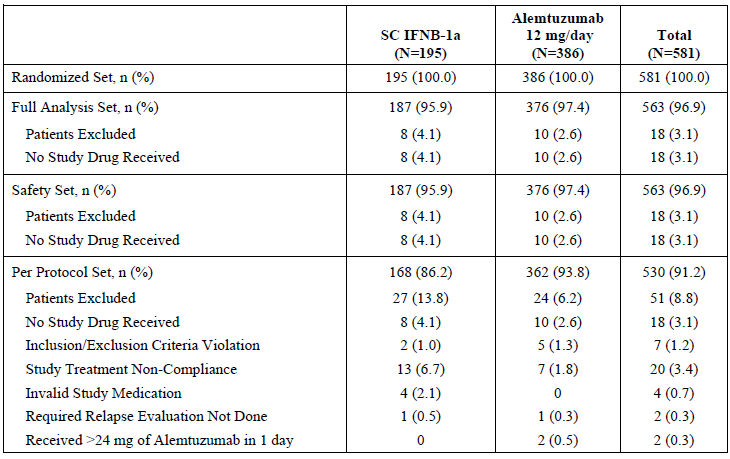 SC IFNB-1a (N=195) Alemtuzumab 12 mg/day (N=386) Total (N=581)
Randomized Set, n (%) 195 (100.0) 386 (100.0) 581 (100.0)
Full Analysis Set, n (%) 187 (95.9) 376 (97.4) 563 (96.9)
Patients Excluded 8 (4.1) 10 (2.6) 18 (3.1)
No Study Drug Received 8 (4.1) 10 (2.6) 18 (3.1)
Safety Set, n (%) 187 (95.9) 376 (97.4) 563 (96.9)
Patients Excluded 8 (4.1) 10 (2.6) 18 (3.1)
No Study Drug Received 8 (4.1) 10 (2.6) 18 (3.1)
Per Protocol Set, n (%) 168 (86.2) 362 (93.8) 530 (91.2)
Patients Excluded 27 (13.8) 24 (6.2) 51 (8.8)
No Study Drug Received 8 (4.1) 10 (2.6) 18 (3.1)
Inclusion/Exclusion Criteria Violation 2 (1.0) 5 (1.3) 7 (1.2)
Study Treatment Non-Compliance 13 (6.7) 7 (1.8) 20 (3.4)
Invalid Study Medication 4 (2.1) 0 4 (0.7)
Required Relapse Evaluation Not Done 1 (0.5) 1 (0.3) 2 (0.3)
Received >24 mg of Alemtuzumab in 1 day 0 2 (0.5) 2 (0.3)